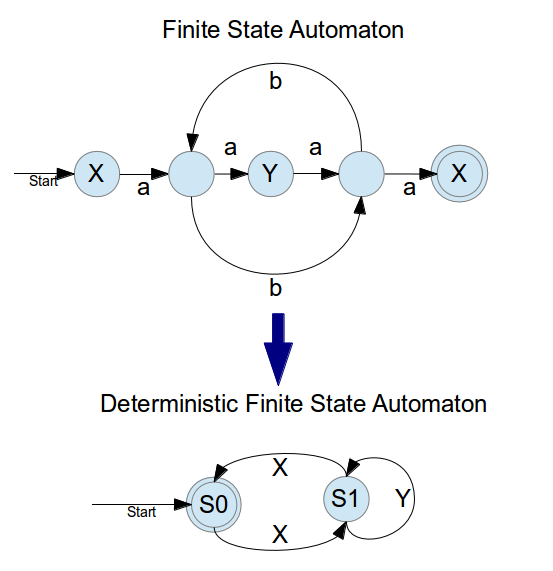 Finite State Automaton
b
a a
X Y X
Start a a
b
Deterministic Finite State Automaton
X
S0 S1 Y
Start
X